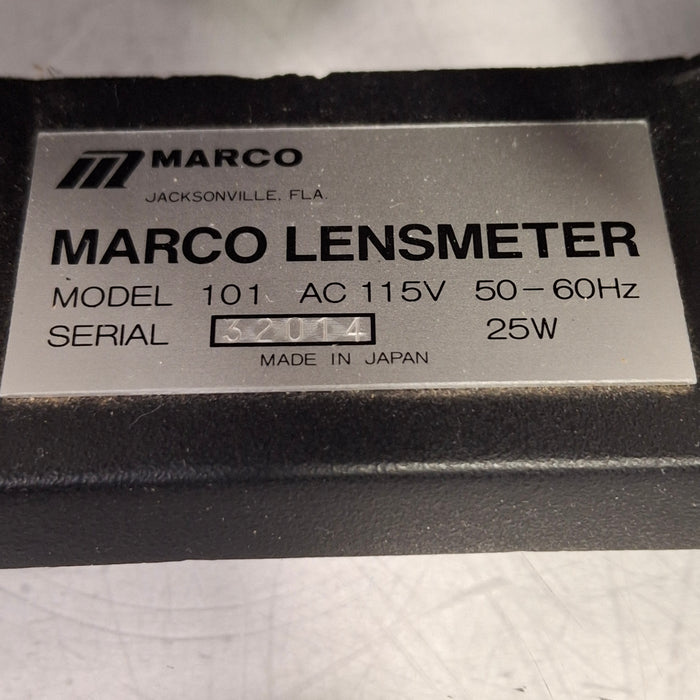 MARCO
JACKSONVILLE, FLA.
MARCO LENSMETER
MODEL 101 AC 115V 50-60Hz
SERIAL 32014 25W
MADE IN JAPAN